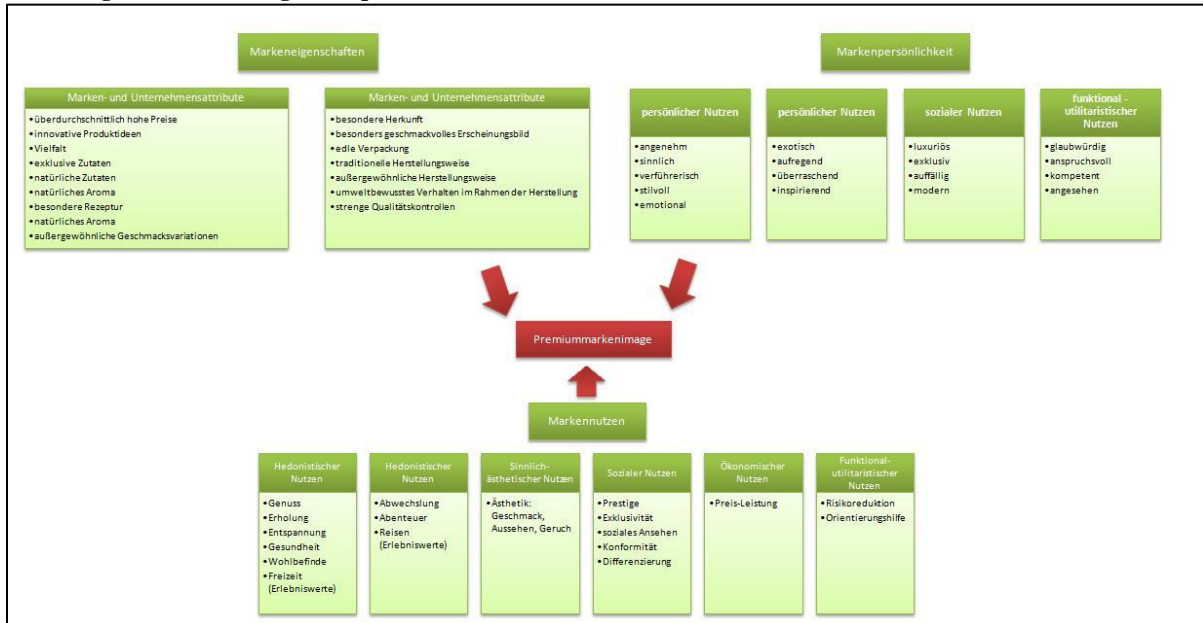 Markeneigenschaften
Marken- und Unternehmensattribute
•überdurchschnittlich hohe Preise
•innovative Produktideen
•Vielfalt
•exklusive Zutaten
•natürliche Zutaten
•natürliches Aroma
•besondere Rezeptur
•natürliches Aroma
•außergewöhnliche Geschmacksvariationen
Marken- und Unternehmensattribute
•besondere Herkunft
•besonders geschmackvolles Erscheinungsbild
•edle Verpackung
•traditionelle Herstellungsweise
•außergewöhnliche Herstellungsweise
•umweltbewusstes Verhalten im Rahmen der Herstellung
•strenge Qualitätskontrollen
Markenpersönlichkeit
persönlicher Nutzen
•angenehm
•sinnlich
•verführerisch
•stilvoll
•emotional
persönlicher Nutzen
•exotisch
•aufregend
•überraschend
•inspirierend
sozialer Nutzen
•luxuriös
•exklusiv
•auffällig
•modern
funktional -
utilitaristischer
Nutzen
•glaubwürdig
•anspruchsvoll
•kompetent
•angesehen
Premiummarkenimage
Markennutzen
Hedonistischer
Nutzen
•Genuss
•Erholung
•Entspannung
•Gesundheit
•Wohlbefinde
•Freizeit
(Erlebniswerte)
Hedonistischer
Nutzen
•Abwechslung
•Abenteuer
•Reisen
(Erlebniswerte)
Sinnlich-
ästhetischer Nutzen
•Ästhetik:
Geschmack,
Aussehen, Geruch
Sozialer Nutzen
•Prestige
•Exklusivität
•soziales Ansehen
•Konformität
•Differenzierung
Ökonomischer
Nutzen
•Preis-Leistung
Funktional-
utilitaristischer
Nutzen
•Risikoreduktion
•Orientierungshilfe